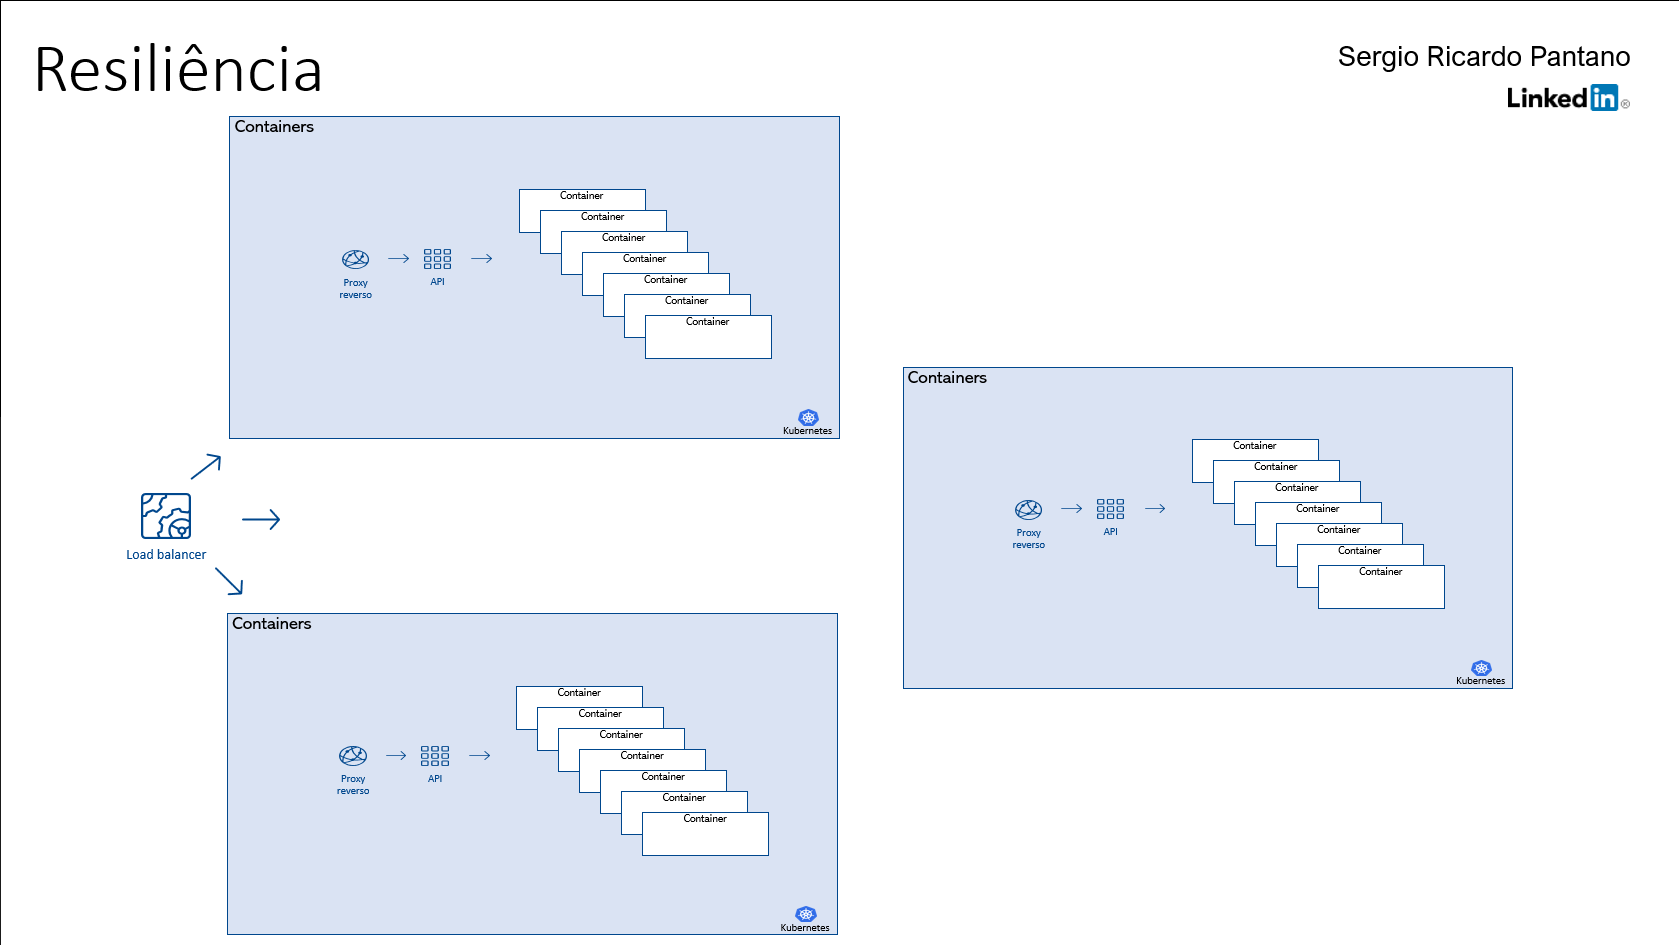 Resiliência
Sergio Ricardo Pantano
Linked in ®
Containers
Container
Container
Container
Container
Container
Container
Container
Proxy
reverso
API
Kubernetes
Load balancer
Containers
Container
Container
Container
Container
Container
Container
Container
Proxy
reverso
API
Kubernetes
Containers
Container
Container
Container
Container
Container
Container
Container
Proxy
reverso
API
Kubernetes